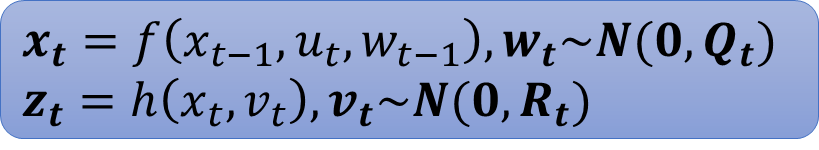 𝒙ₜ = 𝑓(𝑥ₜ₋₁, 𝑢ₜ, 𝑤ₜ₋₁), 𝒘ₜ~𝑵(𝟎, 𝑸ₜ)
𝒛ₜ = ℎ(𝑥ₜ, 𝑣ₜ), 𝒗ₜ~𝑵(𝟎, 𝑹ₜ)